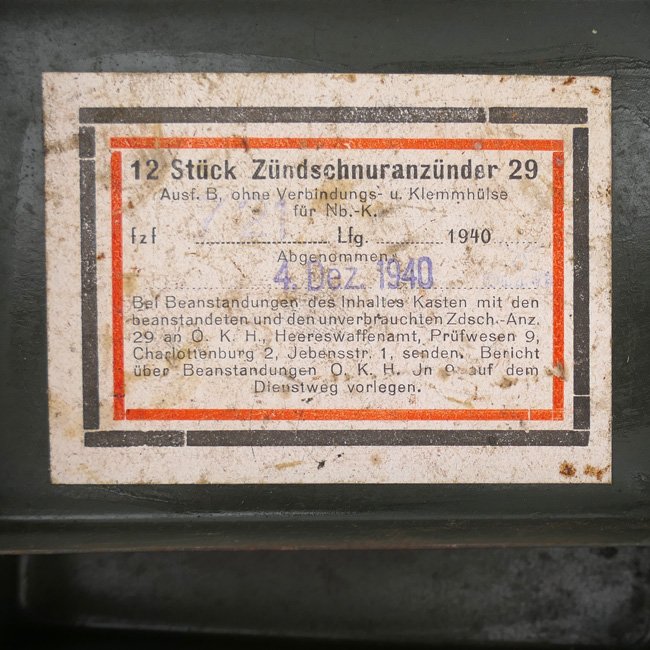 12 Stück Zündschnuranzünder 29
Ausf. B, ohne Verbindungs- u. Klemmhülse
für Nb.-K.
fzf ........ Lfg. ........ 1940
Abgenommen
4. Dez. 1940
Bei Beanstandungen des Inhaltes Kasten mit den
beanstandeten und den unverbrauchten Zdsch.-Anz.
29 an O. K. H., Heereswaffenamt, Prüfwesen 9,
Charlottenburg 2, Jebensstr. 1, senden. Bericht
über Beanstandungen O. K. H. Jn 9 auf dem
Dienstweg vorlegen.